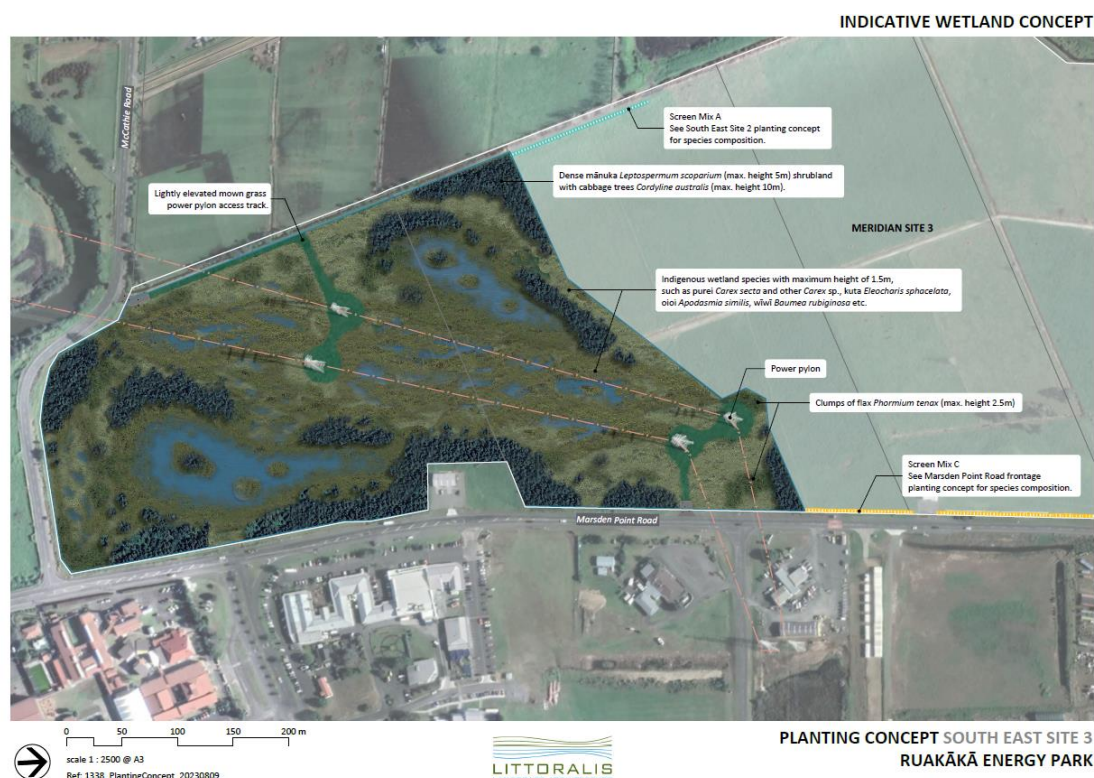 INDICATIVE WETLAND CONCEPT
McCathie Road
Screen Mix A
See South East Site 2 planting concept
for species composition.
Dense mānuka Leptospermum scoparium (max. height 5m) shrubland
with cabbage trees Cordyline australis (max. height 10m).
Lightly elevated mown grass
power pylon access track.
MERIDIAN SITE 3
Indigenous wetland species with maximum height of 1.5m,
such as purei Carex secta and other Carex sp., kuta Eleocharis sphacelata,
oioi Apodasmia similis, wīwī Baumea rubiginosa etc.
Power pylon
Clumps of flax Phormium tenax (max. height 2.5m)
Screen Mix C
See Marsden Point Road frontage
planting concept for species composition.
Marsden Point Road
0 50 100 150 200 m
scale 1 : 2500 @ A3
Ref: 1338_PlantingConcept_20230809
LITTORALIS
PLANTING CONCEPT SOUTH EAST SITE 3
RUAKĀKĀ ENERGY PARK